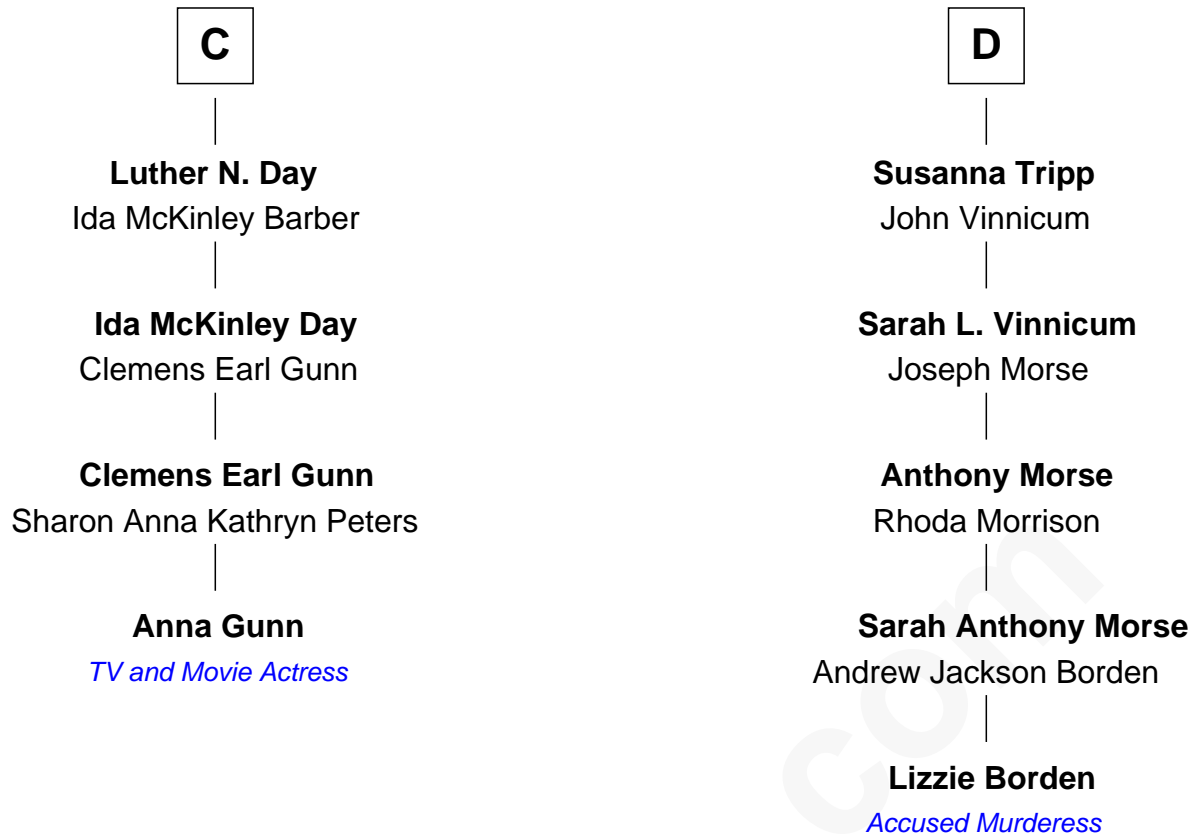 C
Luther N. Day
Ida McKinley Barber
Ida McKinley Day
Clemens Earl Gunn
Clemens Earl Gunn
Sharon Anna Kathryn Peters
Anna Gunn
TV and Movie Actress
D
Susanna Tripp
John Vinnicum
Sarah L. Vinnicum
Joseph Morse
Anthony Morse
Rhoda Morrison
Sarah Anthony Morse
Andrew Jackson Borden
Lizzie Borden
Accused Murderess
com